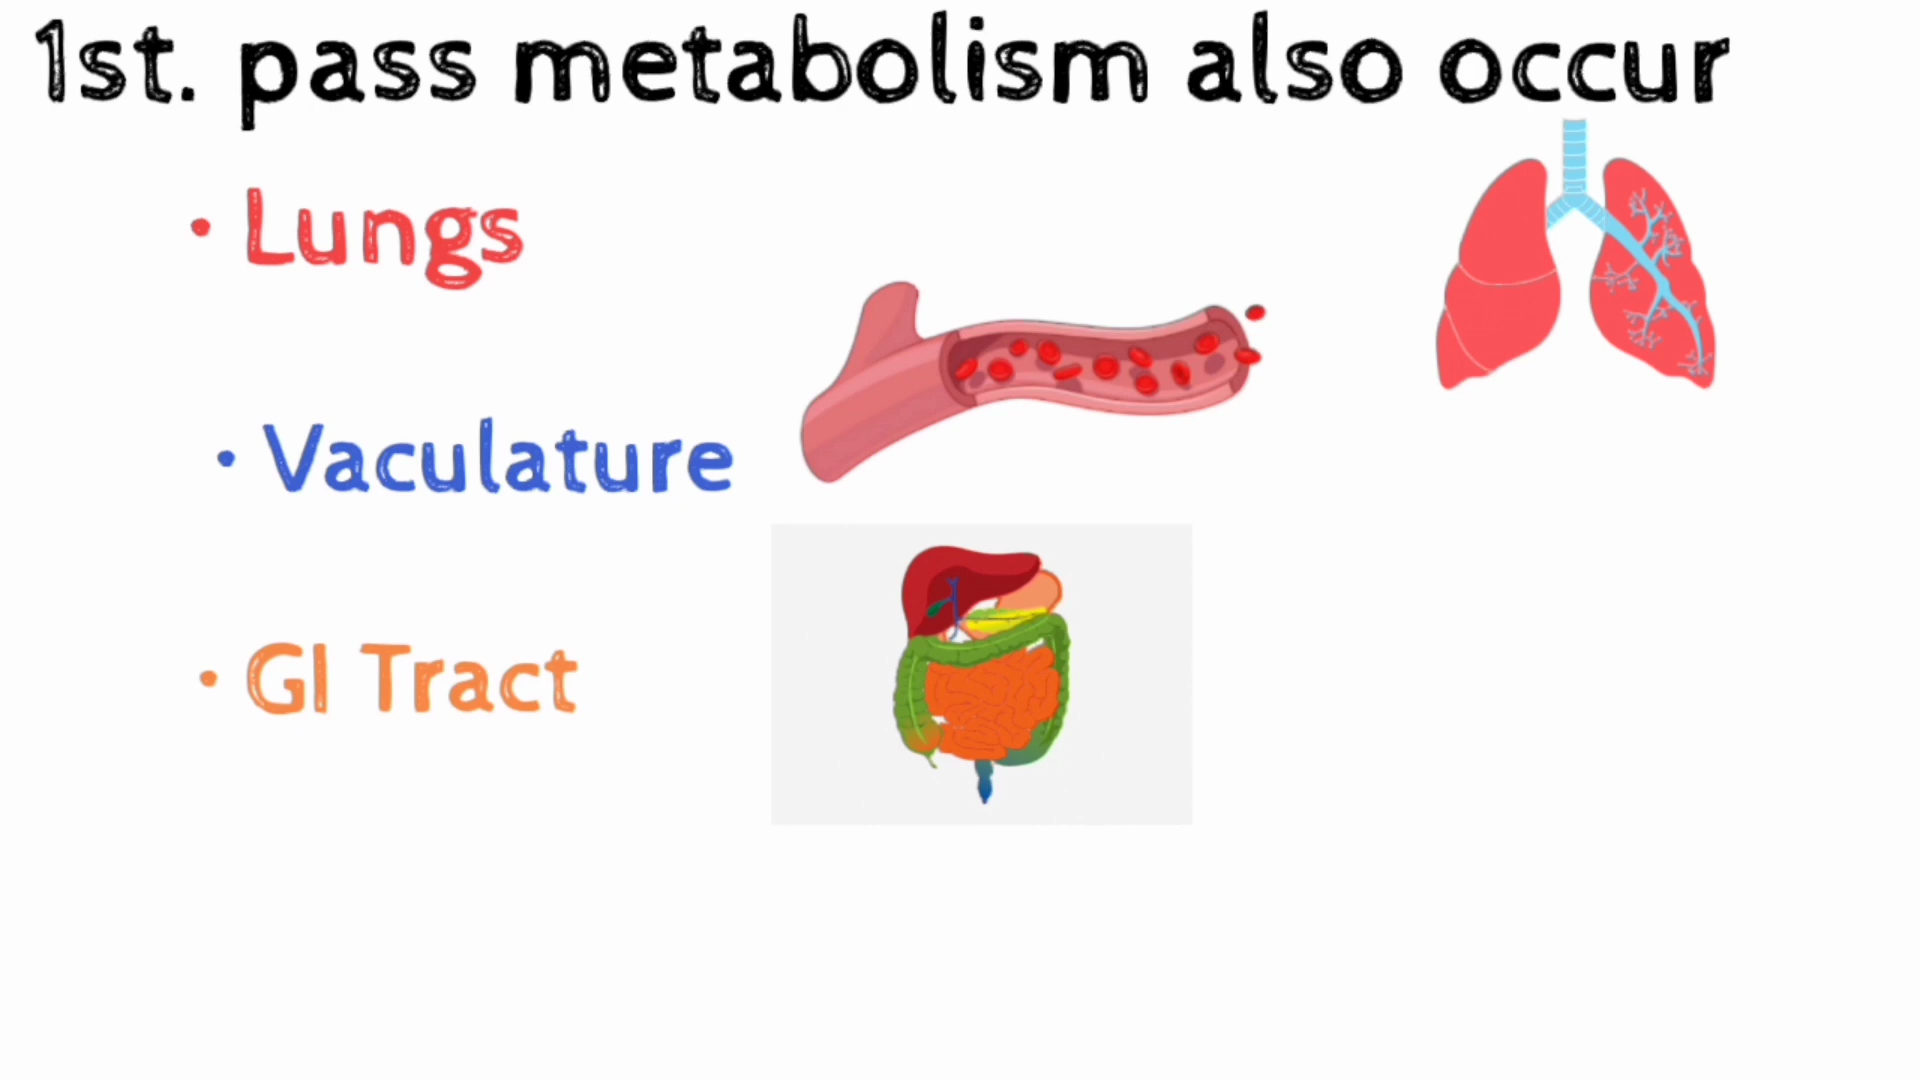 1st. pass metabolism also occur
• Lungs
• Vaculature
• GI Tract